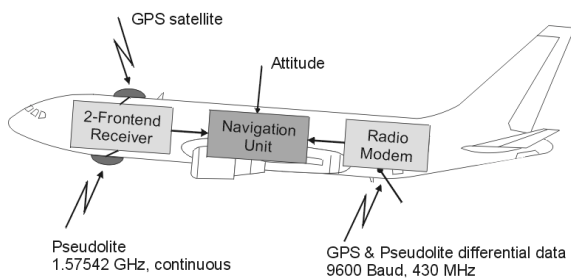 GPS satellite
Attitude
2-Frontend
Receiver
Navigation
Unit
Radio
Modem
Pseudolite
1.57542 GHz, continuous
GPS & Pseudolite differential data
9600 Baud, 430 MHz